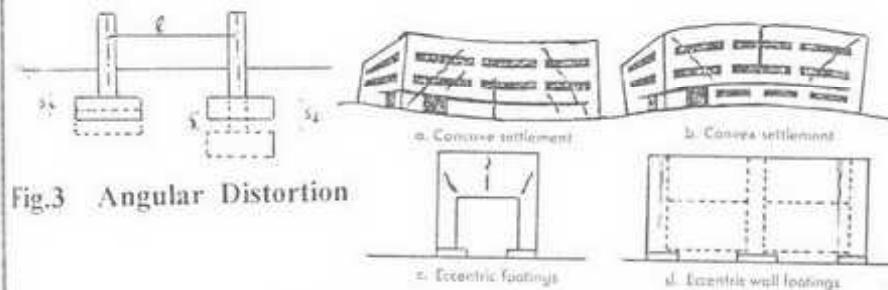 ℓ
a. Concave settlement
b. Convex settlement
Fig.3 Angular Distortion
c. Eccentric footings
d. Eccentric wall footings